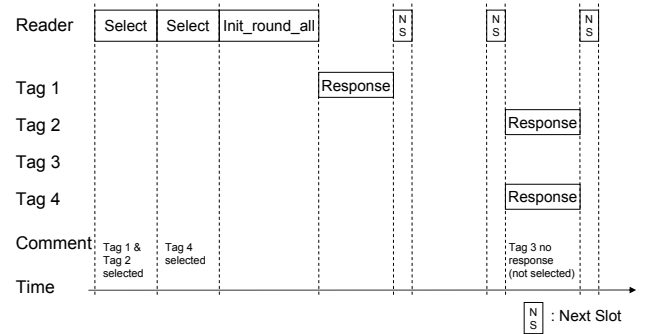 Reader Select Select Init_round_all N S N S N S
Tag 1 Response
Tag 2 Response
Tag 3
Tag 4 Response
Comment Tag 1 & Tag 2 selected Tag 4 selected Tag 3 no response (not selected)
Time
N S : Next Slot